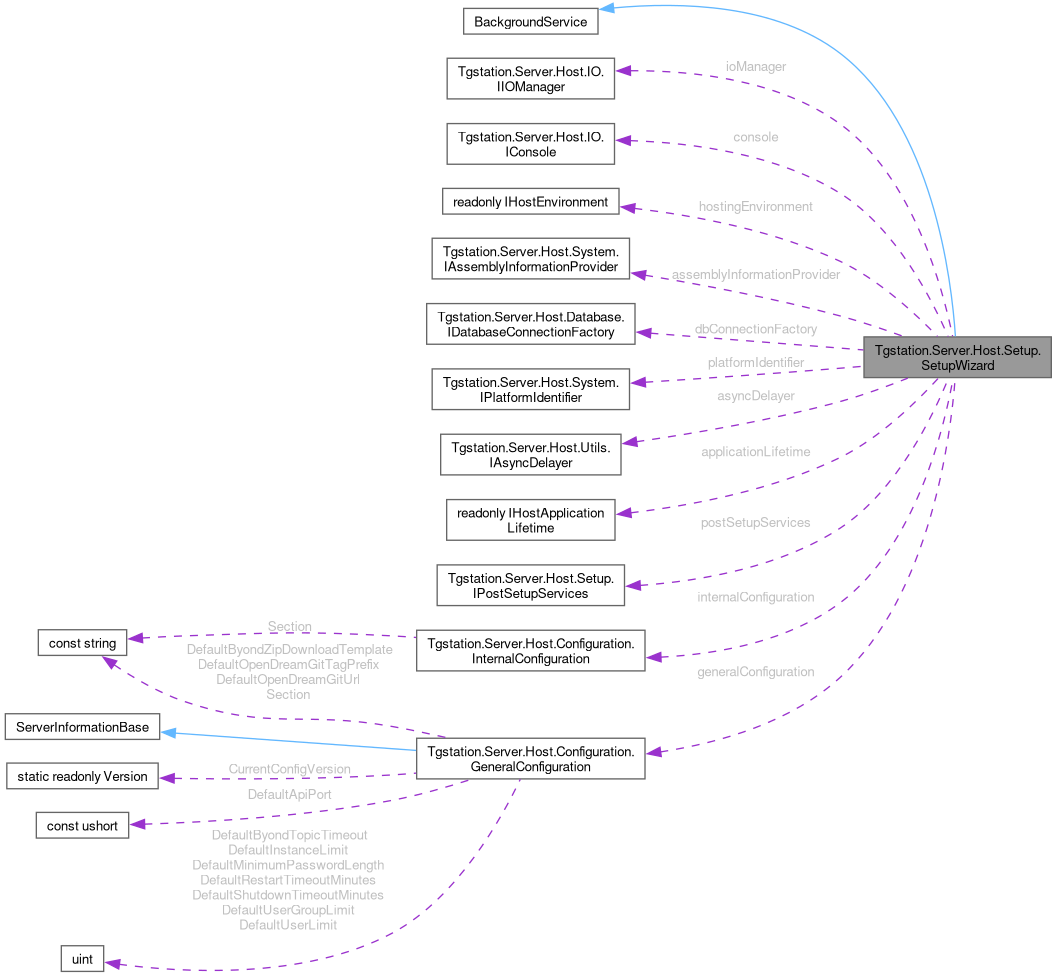 BackgroundService
Tgstation.Server.Host.IO.
IIOManager
ioManager
Tgstation.Server.Host.IO.
IConsole
console
readonly IHostEnvironment
hostingEnvironment
Tgstation.Server.Host.System.
IAssemblyInformationProvider
assemblyInformationProvider
Tgstation.Server.Host.Database.
IDatabaseConnectionFactory
dbConnectionFactory
Tgstation.Server.Host.Setup.
SetupWizard
platformIdentifier
Tgstation.Server.Host.System.
IPlatformIdentifier
asyncDelayer
Tgstation.Server.Host.Utils.
IAsyncDelayer
applicationLifetime
readonly IHostApplication
Lifetime
postSetupServices
Tgstation.Server.Host.Setup.
IPostSetupServices
internalConfiguration
Section
const string
Tgstation.Server.Host.Configuration.
InternalConfiguration
DefaultByondZipDownloadTemplate
DefaultOpenDreamGitTagPrefix
DefaultOpenDreamGitUrl
Section
generalConfiguration
ServerInformationBase
Tgstation.Server.Host.Configuration.
GeneralConfiguration
static readonly Version
CurrentConfigVersion
DefaultApiPort
const ushort
DefaultByondTopicTimeout
DefaultInstanceLimit
DefaultMinimumPasswordLength
DefaultRestartTimeoutMinutes
DefaultShutdownTimeoutMinutes
DefaultUserGroupLimit
DefaultUserLimit
uint